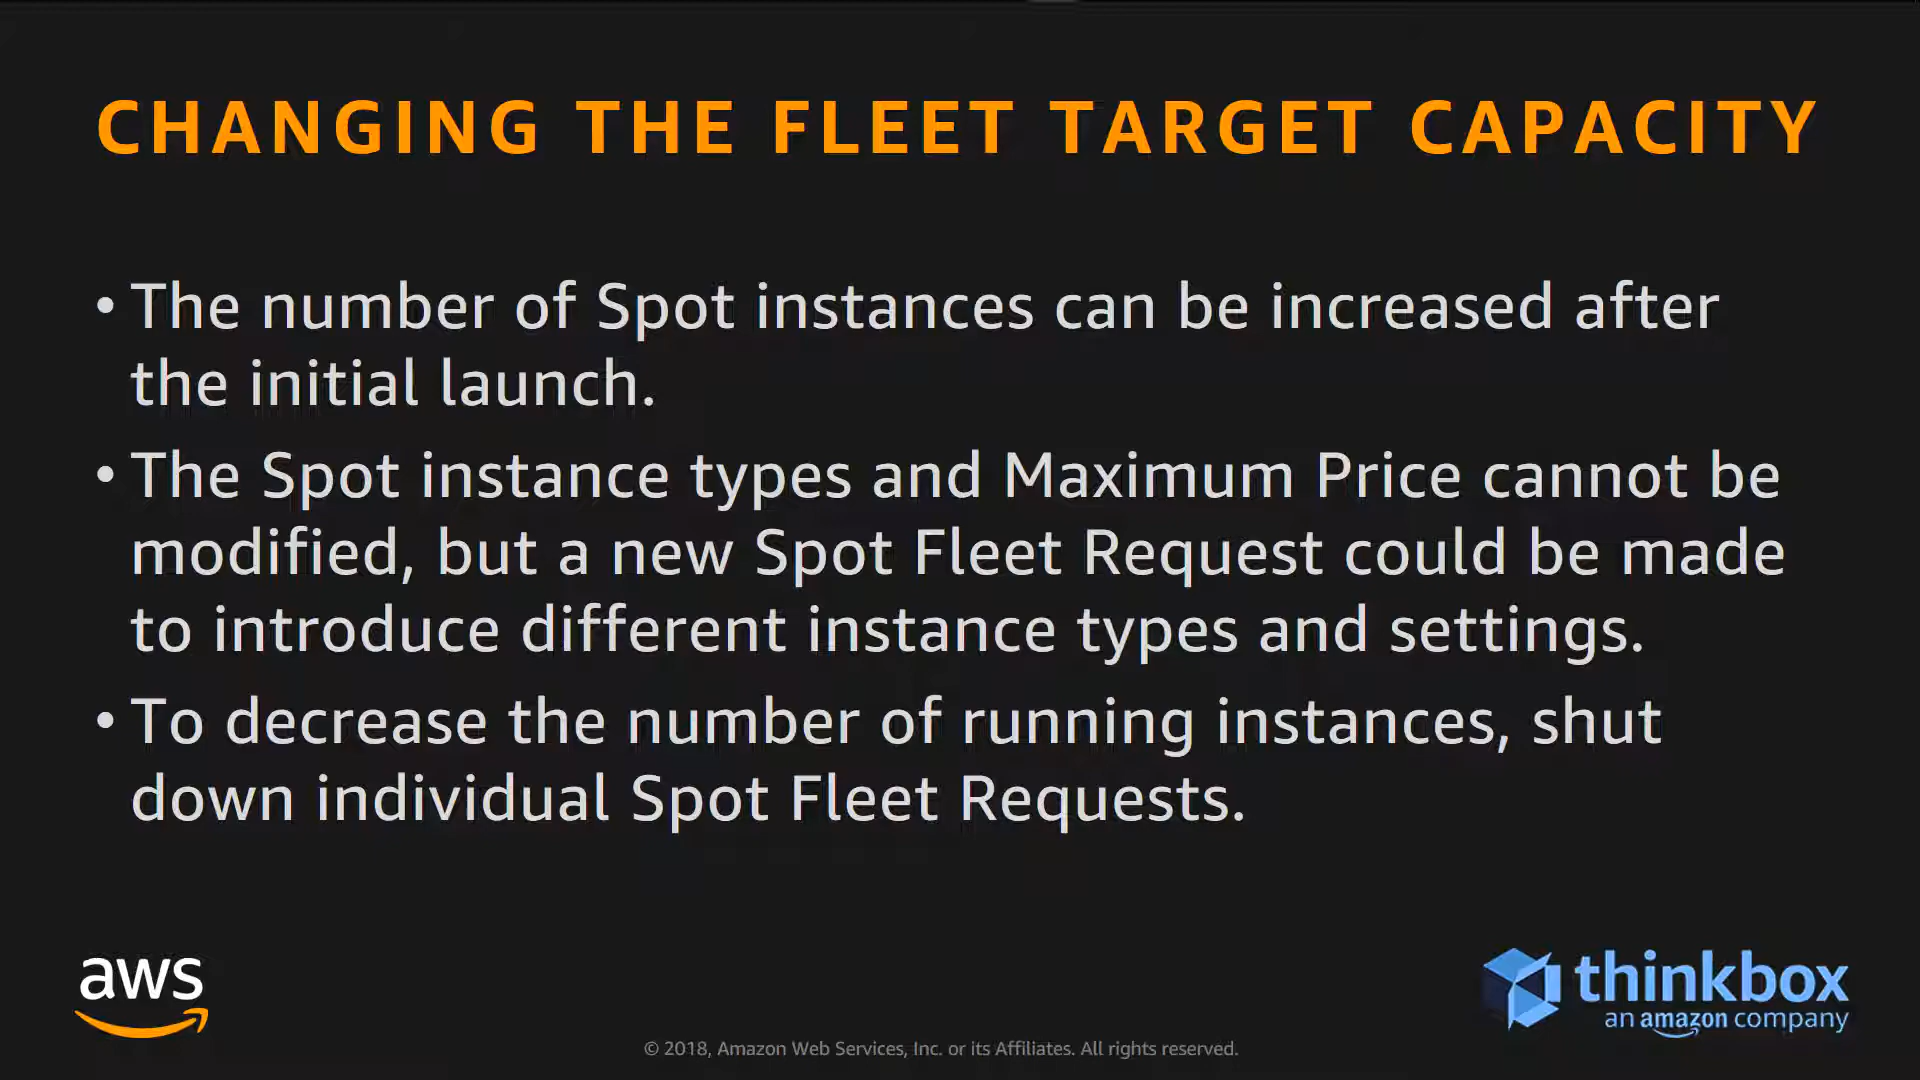 CHANGING THE FLEET TARGET CAPACITY
• The number of Spot instances can be increased after
the initial launch.
• The Spot instance types and Maximum Price cannot be
modified, but a new Spot Fleet Request could be made
to introduce different instance types and settings.
• To decrease the number of running instances, shut
down individual Spot Fleet Requests.
aws
thinkbox
an amazon company
© 2018, Amazon Web Services, Inc. or its Affiliates. All rights reserved.